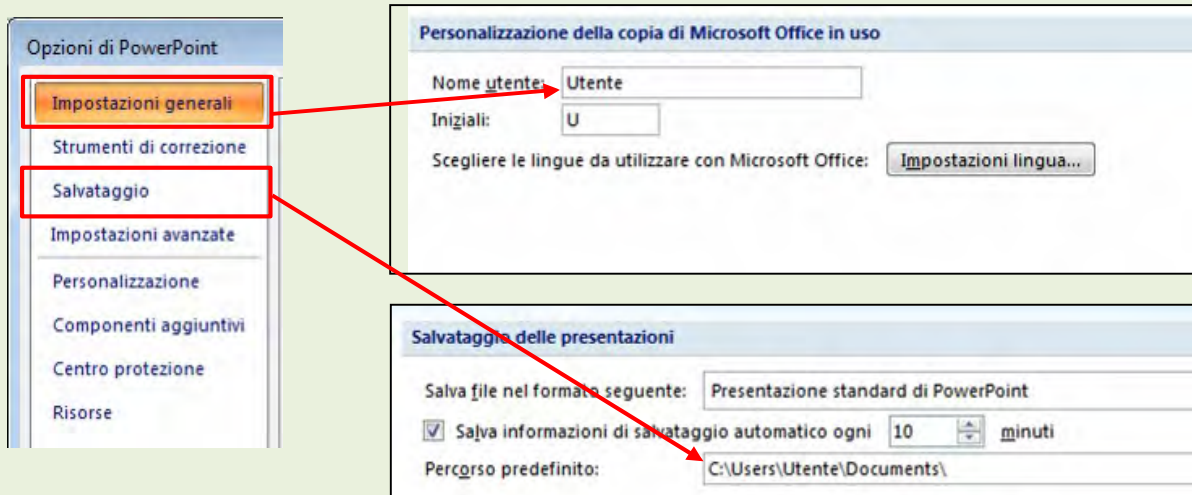 Opzioni di PowerPoint
Impostazioni generali
Strumenti di correzione
Salvataggio
Impostazioni avanzate
Personalizzazione
Componenti aggiuntivi
Centro protezione
Risorse
Personalizzazione della copia di Microsoft Office in uso
Nome utente: Utente
Iniziali: U
Scegliere le lingue da utilizzare con Microsoft Office: Impostazioni lingua...
Salvataggio delle presentazioni
Salva file nel formato seguente: Presentazione standard di PowerPoint
Salva informazioni di salvataggio automatico ogni 10 minuti
Percorso predefinito: C:\Users\Utente\Documents\